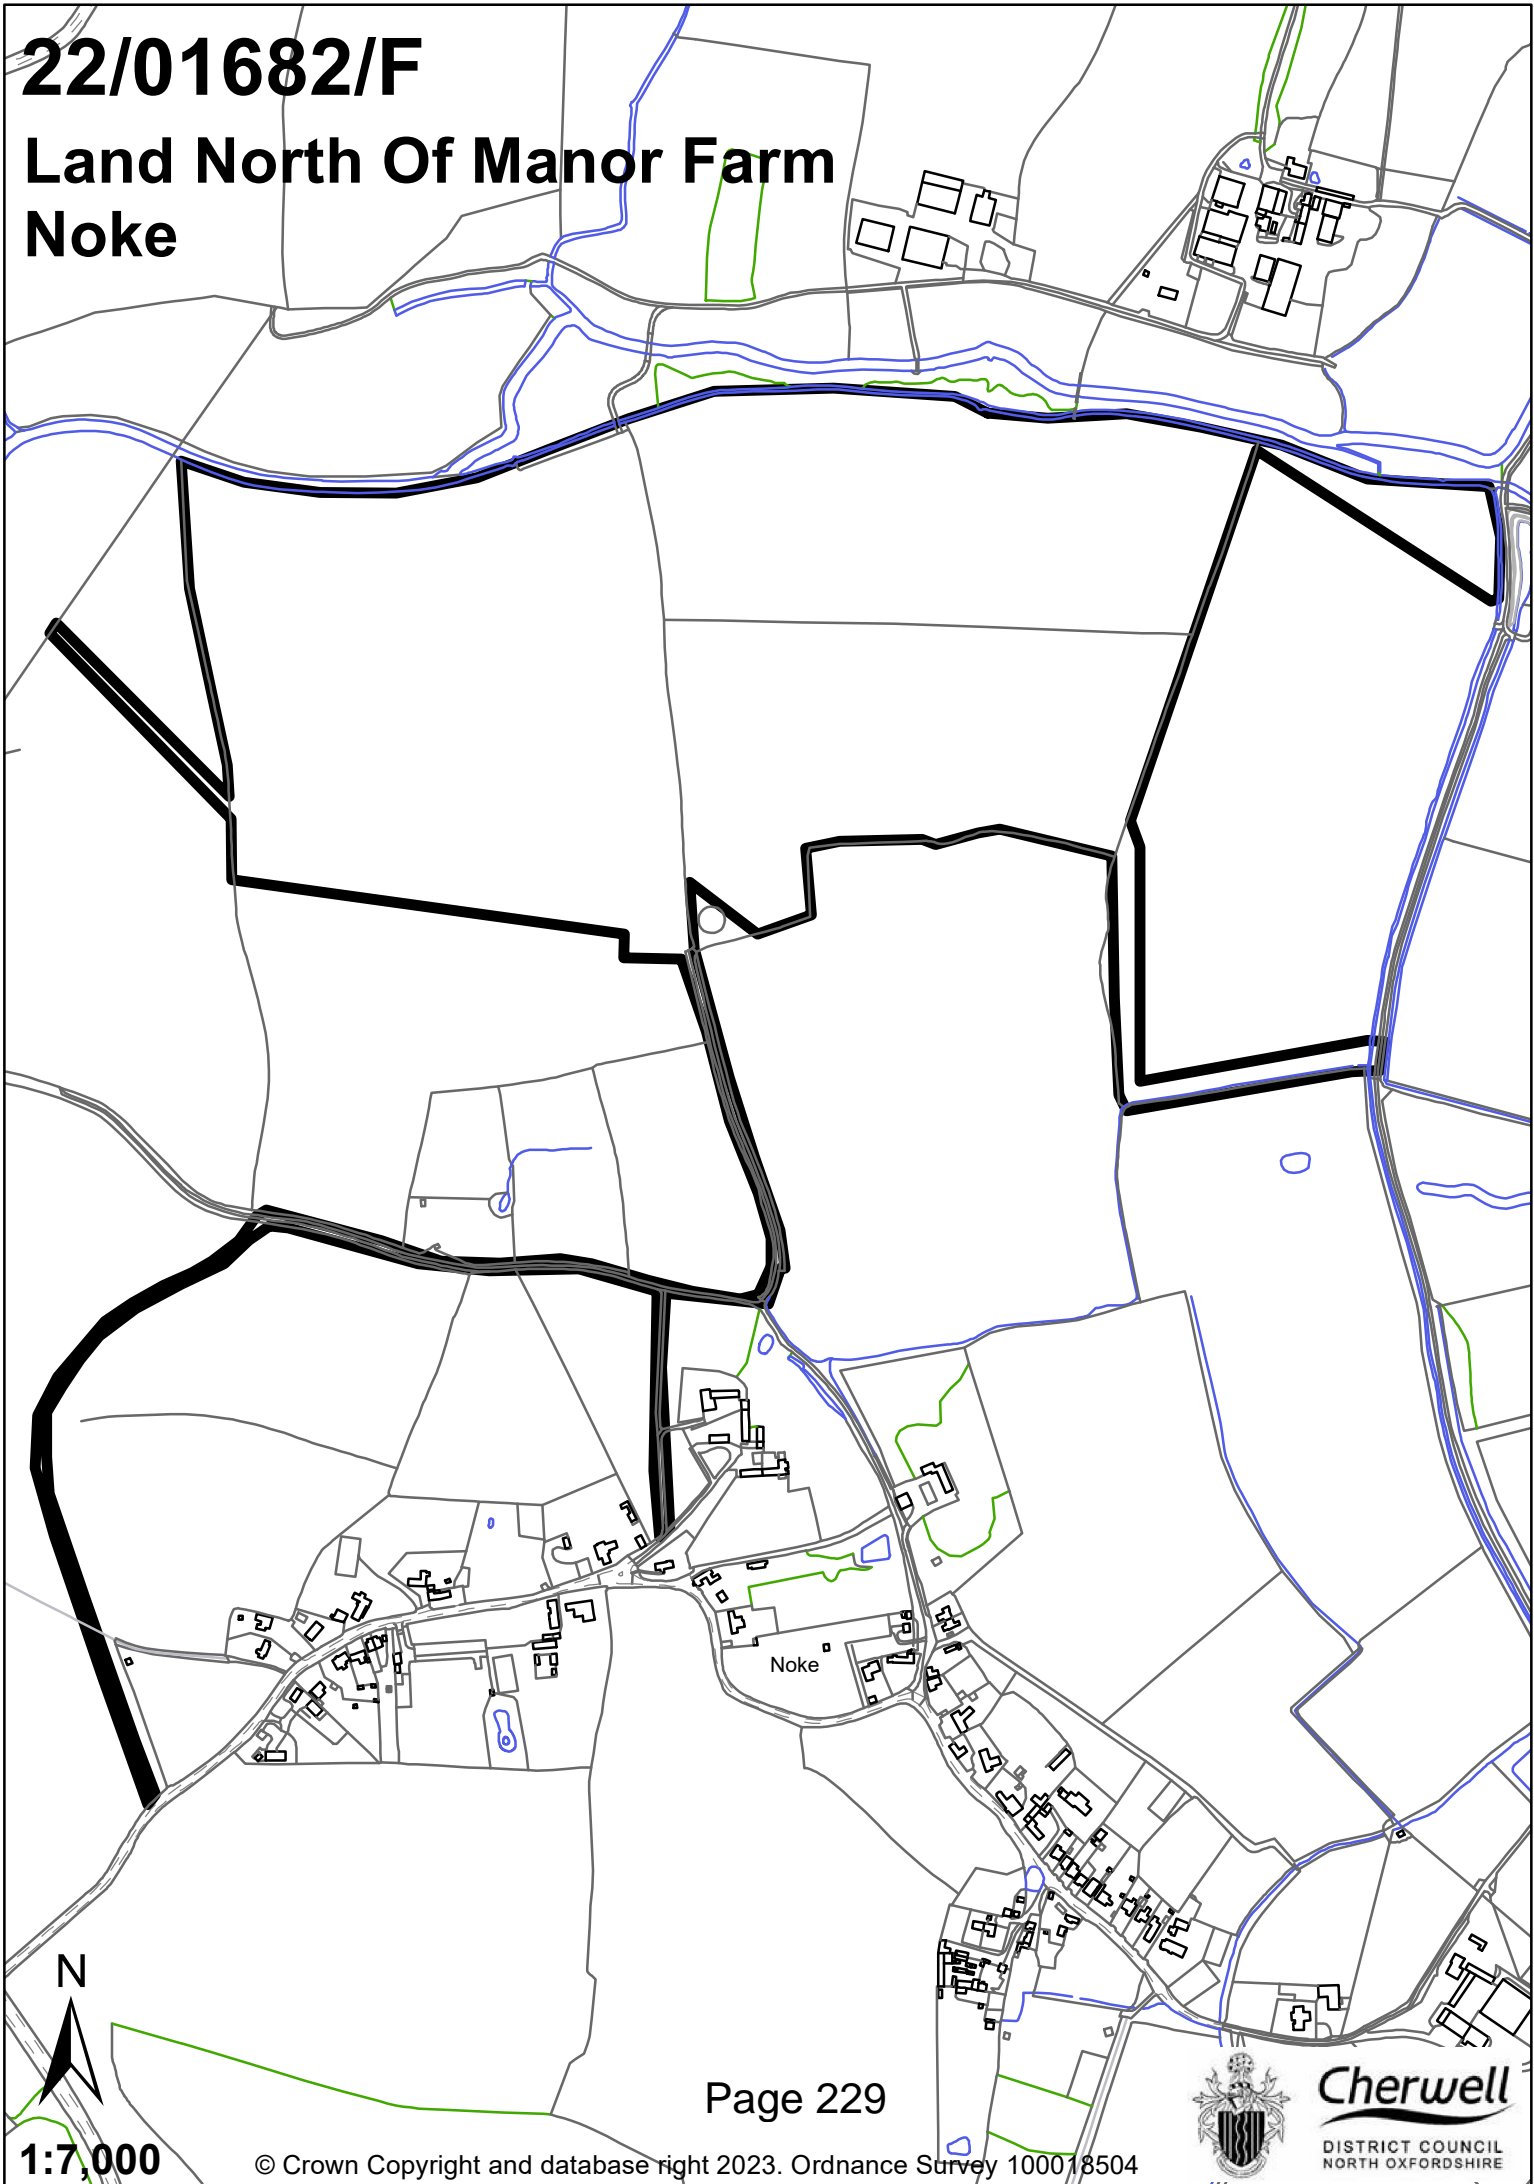 22/01682/F
Land North Of Manor Farm
Noke
Noke
N
Page 229
1:7,000
© Crown Copyright and database right 2023. Ordnance Survey 100018504
Cherwell
DISTRICT COUNCIL
NORTH OXFORDSHIRE